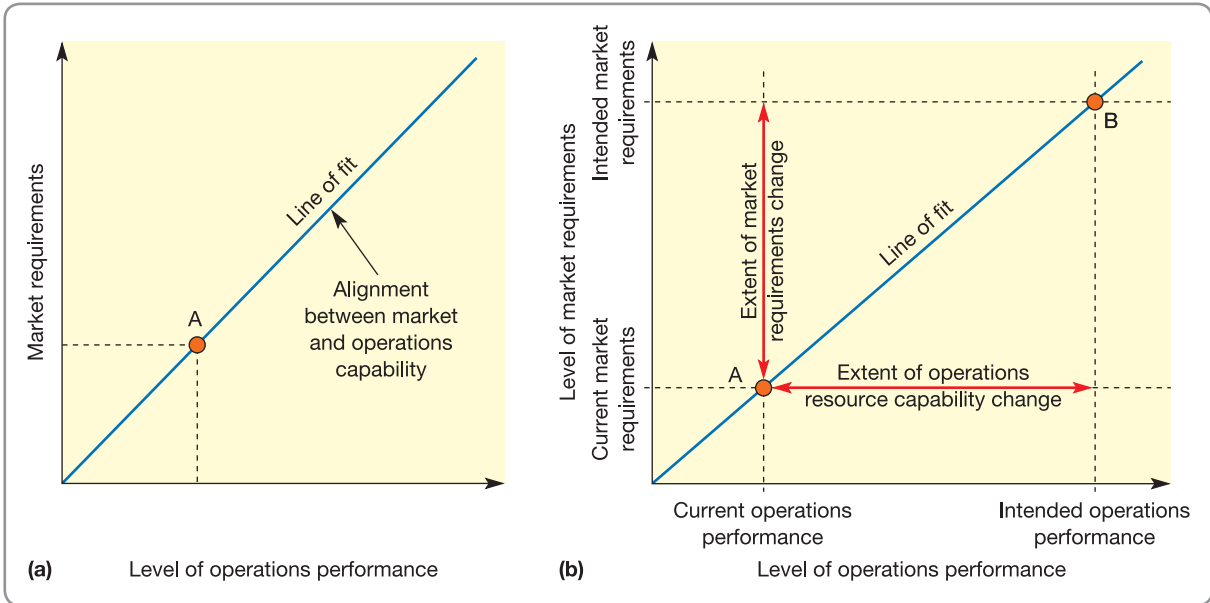 Market requirements
Line of fit
A
Alignment
between market
and operations
capability
(a)
Level of operations performance
Level of market requirements
Intended market
requirements
Current market
requirements
Extent of market
requirements change
Line of fit
B
A
Extent of operations
resource capability change
Current operations
performance
Intended operations
performance
(b)
Level of operations performance